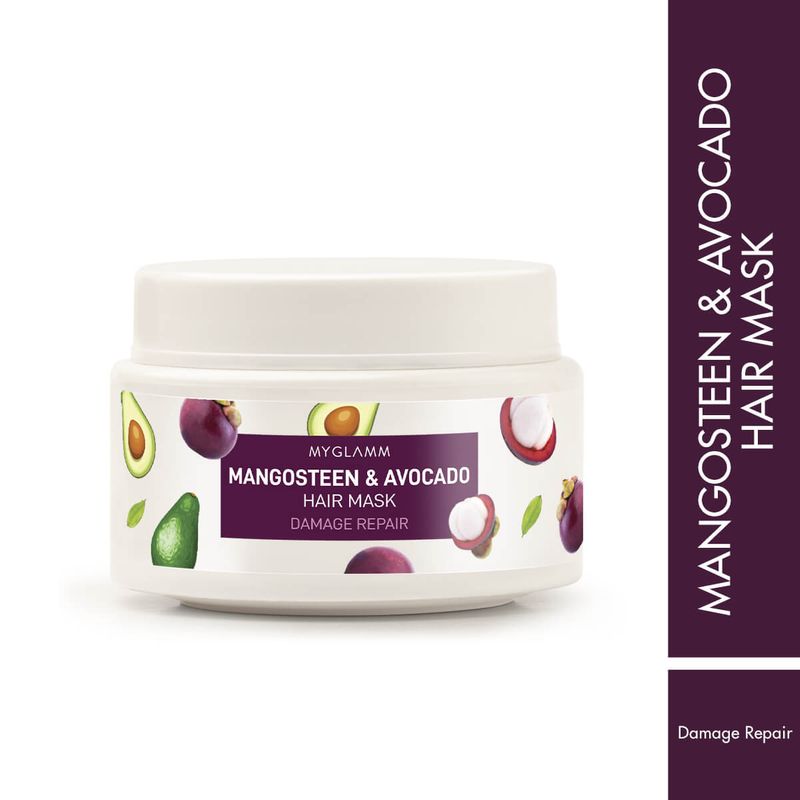 MYGLAMM
MANGOSTEEN & AVOCADO
HAIR MASK
DAMAGE REPAIR
MANGOSTEEN & AVOCADO
HAIR MASK
Damage Repair